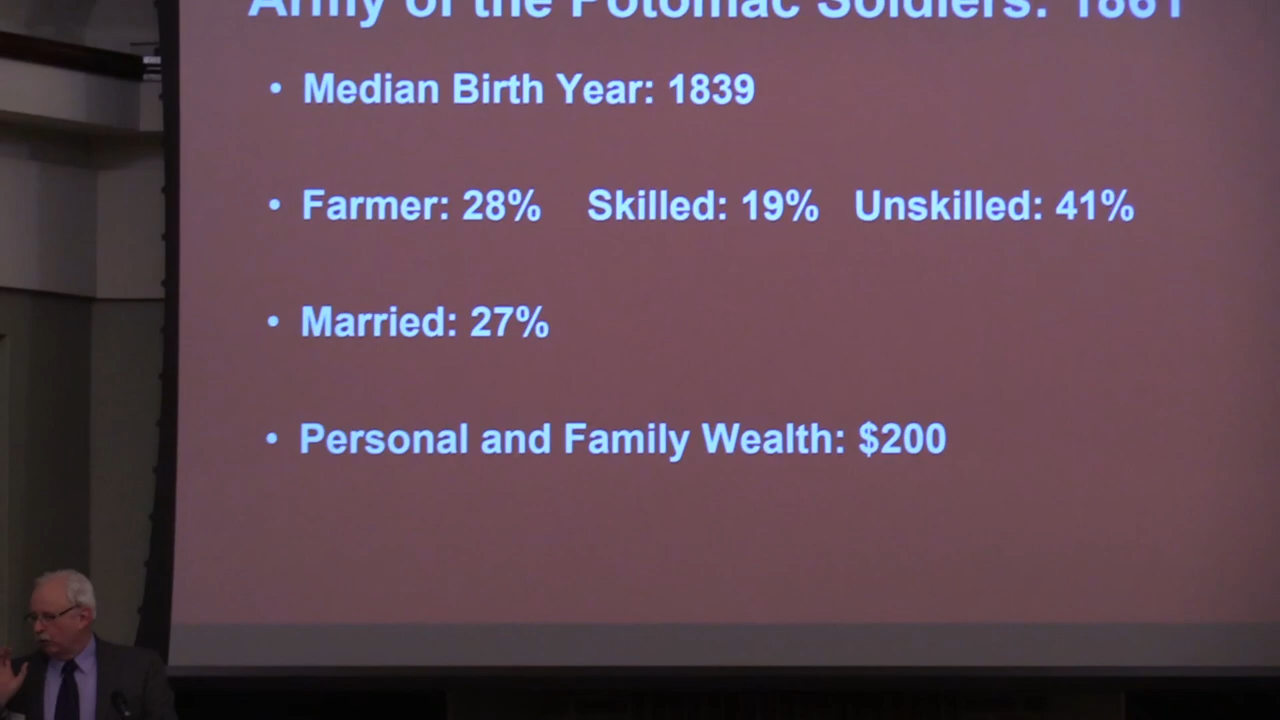 Army of the Potomac Soldiers: 1861
• Median Birth Year: 1839
• Farmer: 28% Skilled: 19% Unskilled: 41%
• Married: 27%
• Personal and Family Wealth: $200